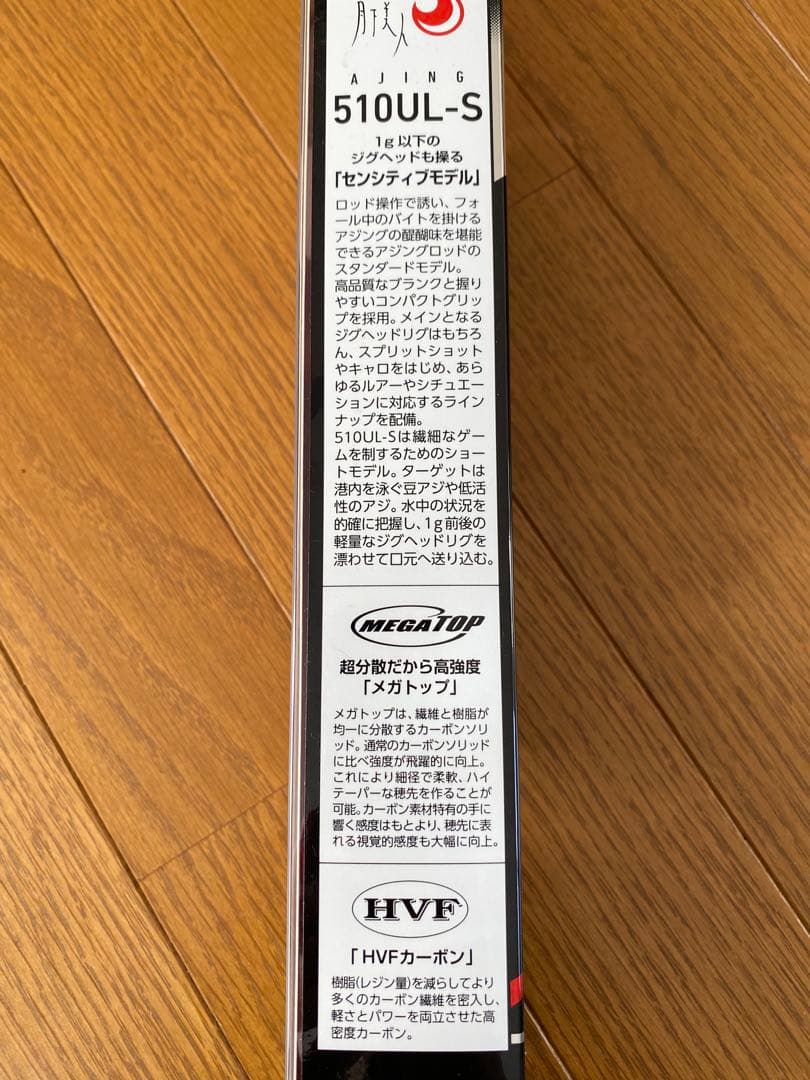 月下美人
AJING
510UL-S
1g以下の
ジグヘッドも操る
「センシティブモデル」
ロッド操作で誘い、フォ
ール中のバイトを掛ける
アジングの醍醐味を堪能
できるアジングロッドの
スタンダードモデル。
高品質なブランクと握り
やすいコンパクトグリッ
プを採用。メインとなる
ジグヘッドリグはもちろ
ん、スプリットショット
やキャロをはじめ、あら
ゆるルアーやシチュエー
ションに対応するライン
ナップを配備。
510UL-Sは繊細なゲー
ムを制するためのショー
トモデル。ターゲットは
港内を泳ぐ豆アジや低活
性のアジ。水中の状況を
的確に把握し、1g前後の
軽量なジグヘッドリグを
漂わせて口元へ送り込む。
MEGATOP
超分散だから高強度
「メガトップ」
メガトップは、繊維と樹脂が
均一に分散するカーボンソリ
ッド。通常のカーボンソリッド
に比べ強度が飛躍的に向上。
これにより細径で柔軟、ハイ
テーパーな穂先を作ることが
可能。カーボン素材特有の手に
響く感度はもとより、穂先に表
れる視覚的感度も大幅に向上。
HVF
「HVFカーボン」
樹脂(レジン量)を減らしてより
多くのカーボン繊維を密入し、
軽さとパワーを両立させた高
密度カーボン。